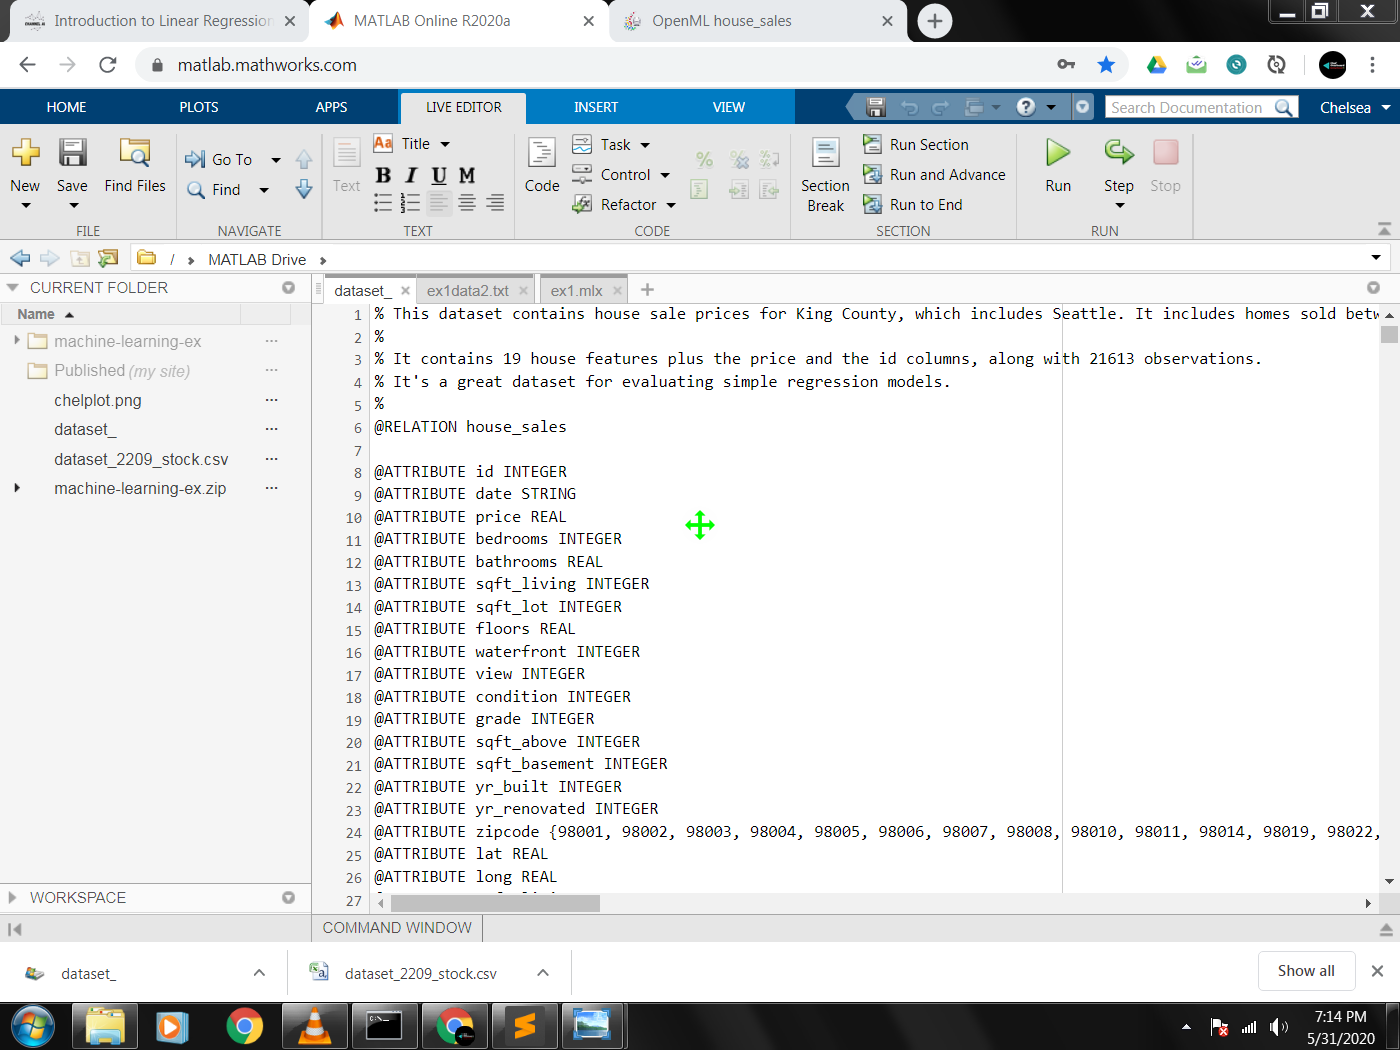 Introduction to Linear Regression
MATLAB Online R2020a
OpenML house_sales
matlab.mathworks.com
HOME PLOTS APPS LIVE EDITOR INSERT VIEW
Search Documentation
Chelsea
New
Save
Find Files
FILE
Go To
Find
NAVIGATE
Text
Aa Title
B I U M
TEXT
Code
Task
Control
Refactor
CODE
Section Break
Run Section
Run and Advance
Run to End
SECTION
Run
Step
Stop
RUN
/ MATLAB Drive
CURRENT FOLDER
Name
machine-learning-ex
Published (my site)
chelplot.png
dataset_
dataset_2209_stock.csv
machine-learning-ex.zip
WORKSPACE
dataset_ ex1data2.txt ex1.mlx
1 % This dataset contains house sale prices for King County, which includes Seattle. It includes homes sold betw
2 %
3 % It contains 19 house features plus the price and the id columns, along with 21613 observations.
4 % It's a great dataset for evaluating simple regression models.
5 %
6 @RELATION house_sales
7
8 @ATTRIBUTE id INTEGER
9 @ATTRIBUTE date STRING
10 @ATTRIBUTE price REAL
11 @ATTRIBUTE bedrooms INTEGER
12 @ATTRIBUTE bathrooms REAL
13 @ATTRIBUTE sqft_living INTEGER
14 @ATTRIBUTE sqft_lot INTEGER
15 @ATTRIBUTE floors REAL
16 @ATTRIBUTE waterfront INTEGER
17 @ATTRIBUTE view INTEGER
18 @ATTRIBUTE condition INTEGER
19 @ATTRIBUTE grade INTEGER
20 @ATTRIBUTE sqft_above INTEGER
21 @ATTRIBUTE sqft_basement INTEGER
22 @ATTRIBUTE yr_built INTEGER
23 @ATTRIBUTE yr_renovated INTEGER
24 @ATTRIBUTE zipcode {98001, 98002, 98003, 98004, 98005, 98006, 98007, 98008, 98010, 98011, 98014, 98019, 98022,
25 @ATTRIBUTE lat REAL
26 @ATTRIBUTE long REAL
27
COMMAND WINDOW
dataset_
dataset_2209_stock.csv
Show all
7:14 PM
5/31/2020